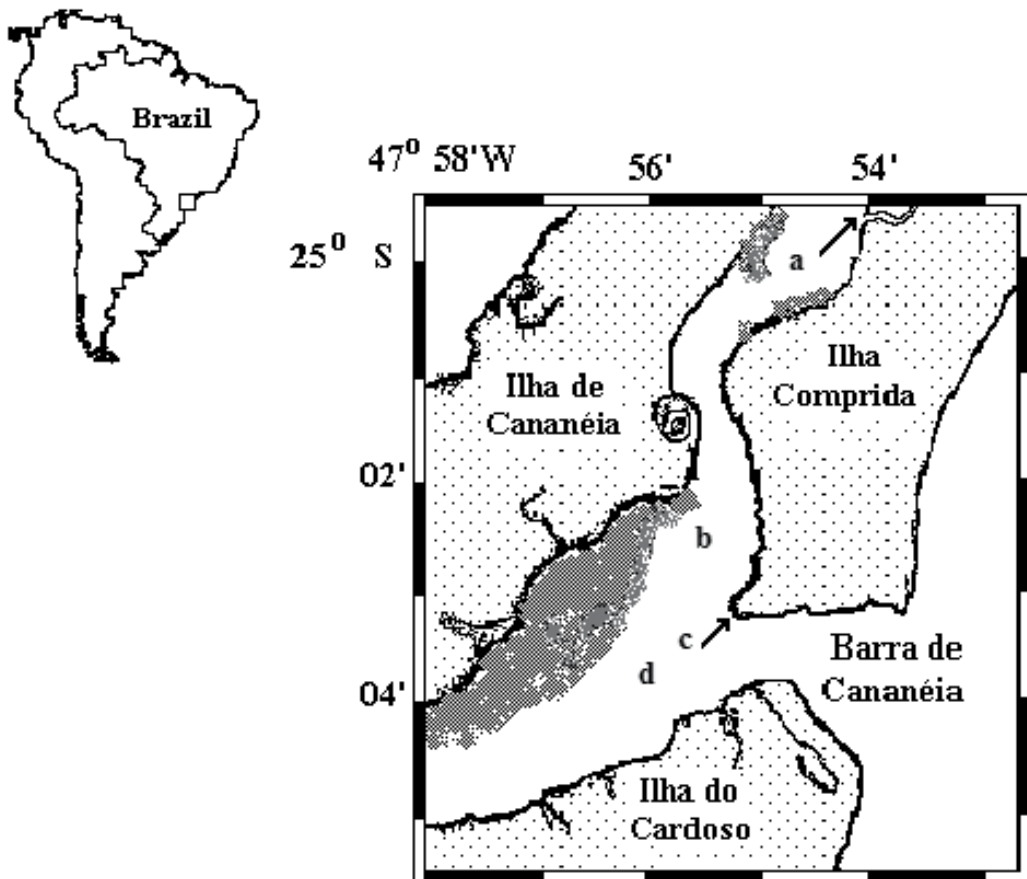 Brazil
47° 58'W
56'
54'
25° S
a
Ilha de
Cananéia
Ilha
Comprida
02'
b
c
d
Barra de
Cananéia
04'
Ilha do
Cardoso